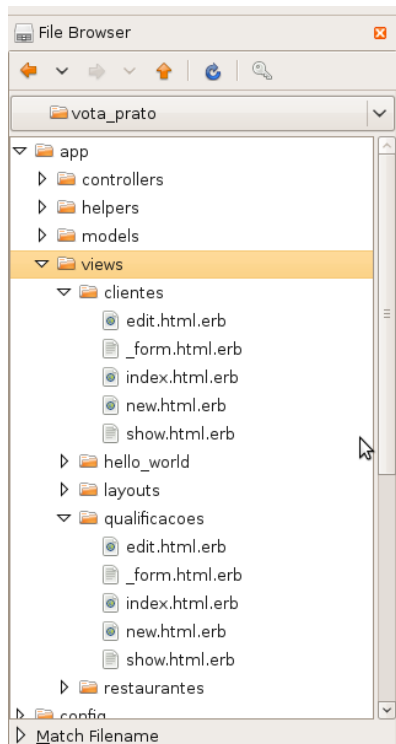 File Browser
vota_prato
app
controllers
helpers
models
views
clientes
edit.html.erb
_form.html.erb
index.html.erb
new.html.erb
show.html.erb
hello_world
layouts
qualificacoes
edit.html.erb
_form.html.erb
index.html.erb
new.html.erb
show.html.erb
restaurantes
config
Match Filename